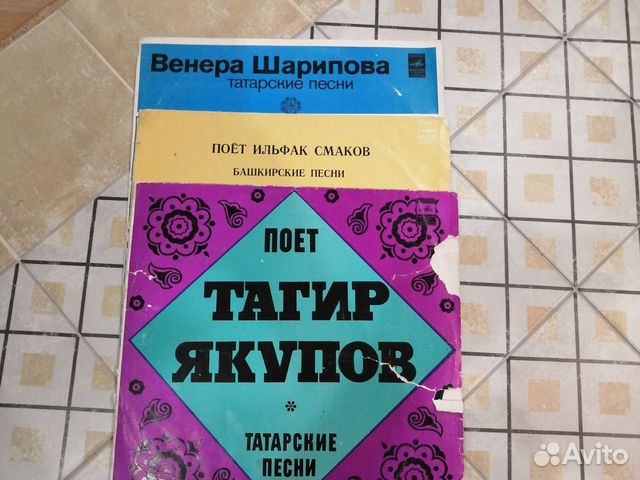 Венера Шарипова
татарские песни
ПОЁТ ИЛЬФАК СМАКОВ
БАШКИРСКИЕ ПЕСНИ
ПОЕТ
ТАГИР
ЯКУПОВ
ТАТАРСКИЕ
ПЕСНИ
Avito